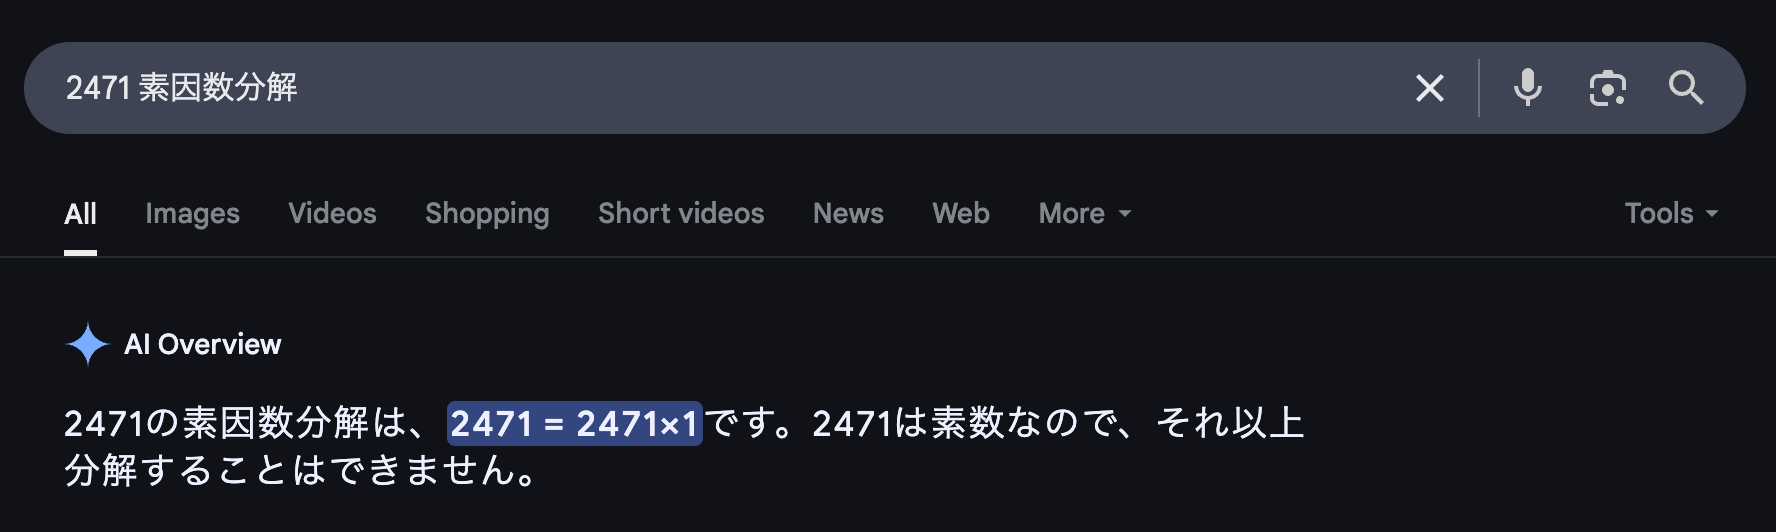 2471 素因数分解
All Images Videos Shopping Short videos News Web More Tools
AI Overview
2471の素因数分解は、2471 = 2471×1です。2471は素数なので、それ以上
分解することはできません。